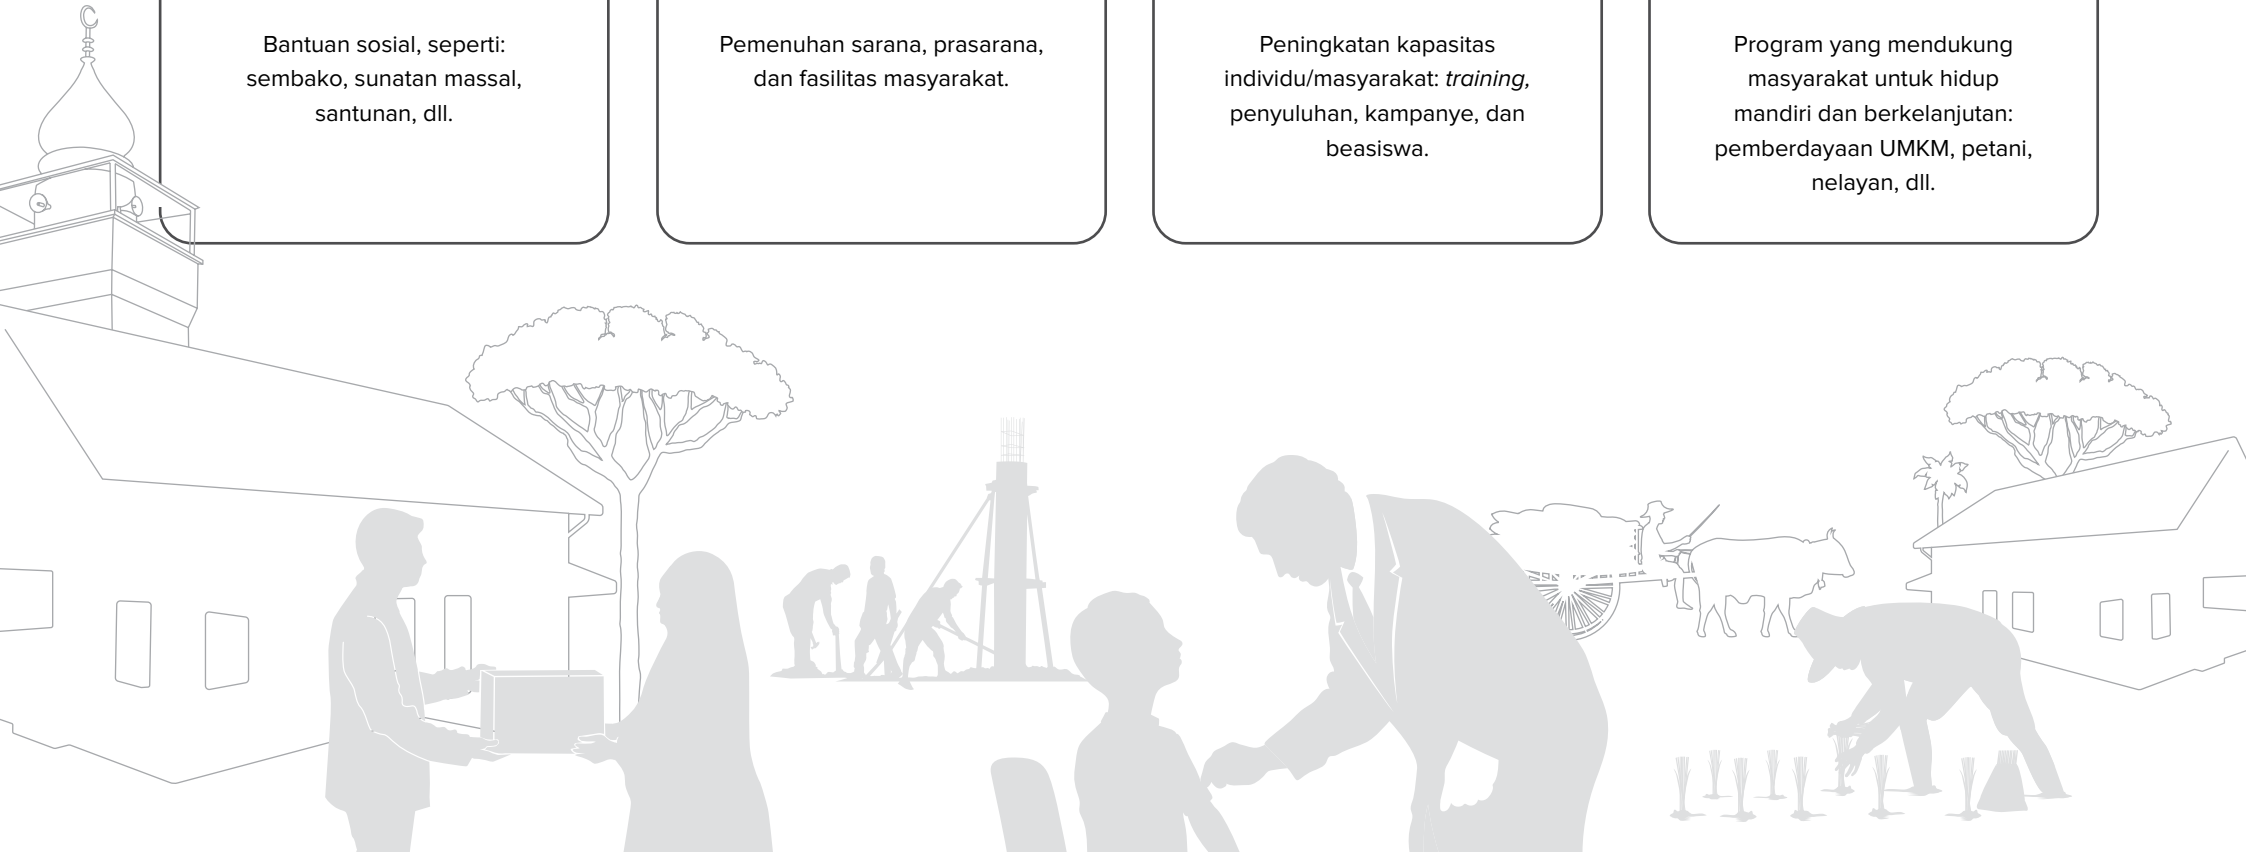 Bantuan sosial, seperti:
sembako, sunatan massal,
santunan, dll.
Pemenuhan sarana, prasarana,
dan fasilitas masyarakat.
Peningkatan kapasitas
individu/masyarakat: training,
penyuluhan, kampanye, dan
beasiswa.
Program yang mendukung
masyarakat untuk hidup
mandiri dan berkelanjutan:
pemberdayaan UMKM, petani,
nelayan, dll.